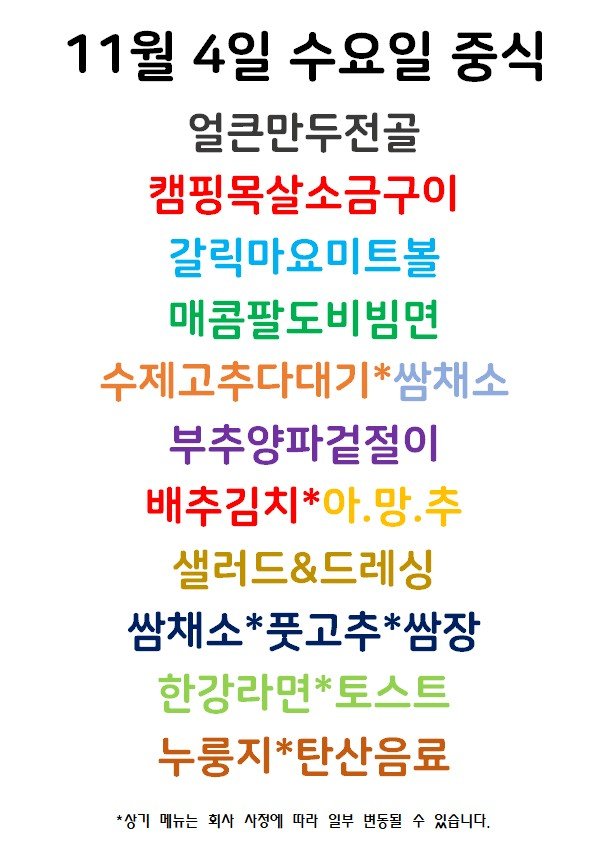 11월 4일 수요일 중식
얼큰만두전골
캠핑목살소금구이
갈릭마요미트볼
매콤팔도비빔면
수제고추다대기*쌈채소
부추양파겉절이
배추김치*아.망.추
샐러드&드레싱
쌈채소*풋고추*쌈장
한강라면*토스트
누룽지*탄산음료
*상기 메뉴는 회사 사정에 따라 일부 변동될 수 있습니다.